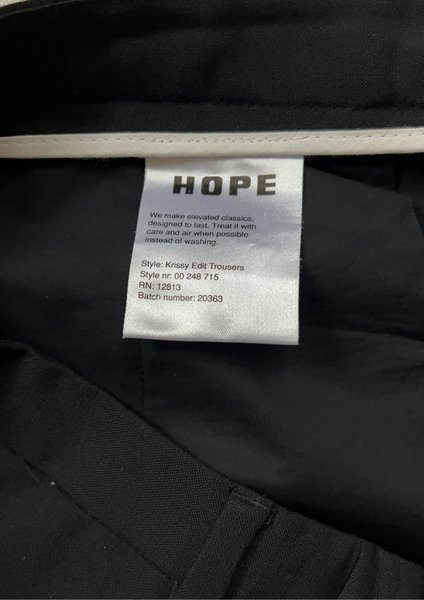 HOPE
We make elevated classics,
designed to last. Treat it with
care and air when possible
instead of washing.
Style: Krissy Edit Trousers
Style nr: 00 248 715
RN: 12813
Batch number: 20363